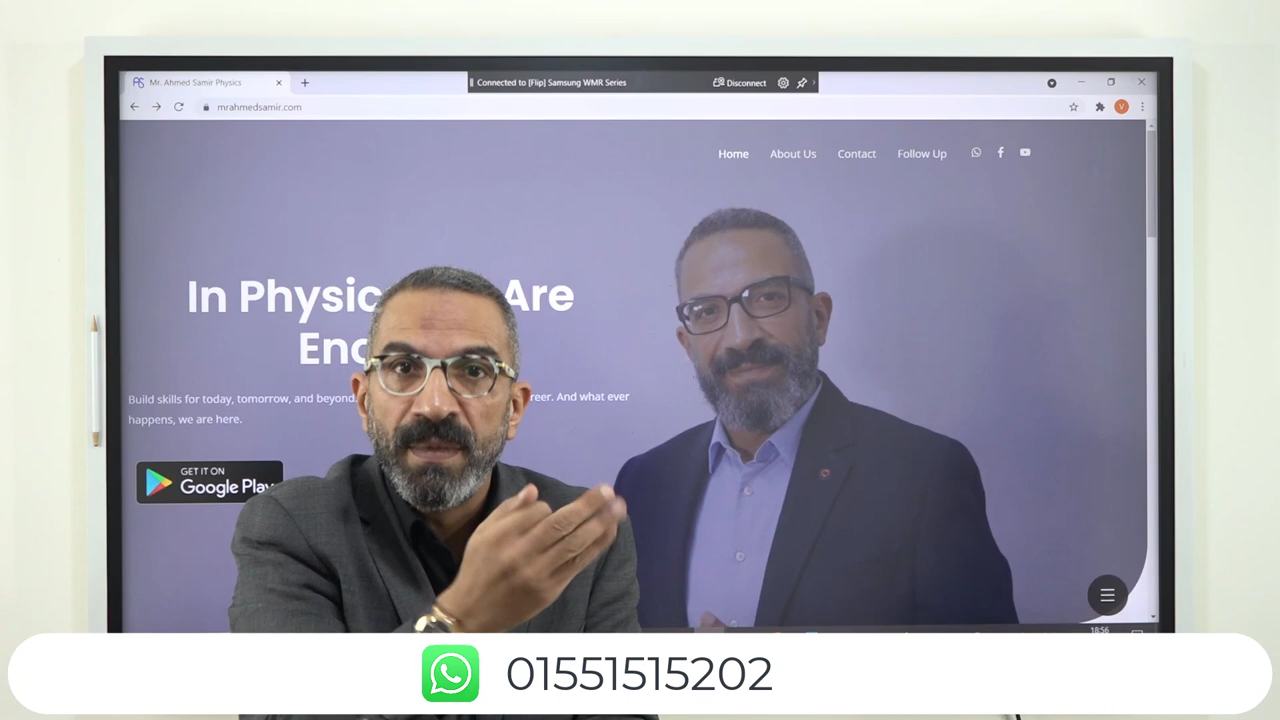 Mr. Ahmed Samir Physics
Connected to [Flip] Samsung WMR Series
Disconnect
mrahmedsamir.com
V
Home About Us Contact Follow Up
In Physic Are
Build skills for today, tomorrow, and beyond. And what ever
happens, we are here.
GET IT ON
Google Play
18:56
01551515202